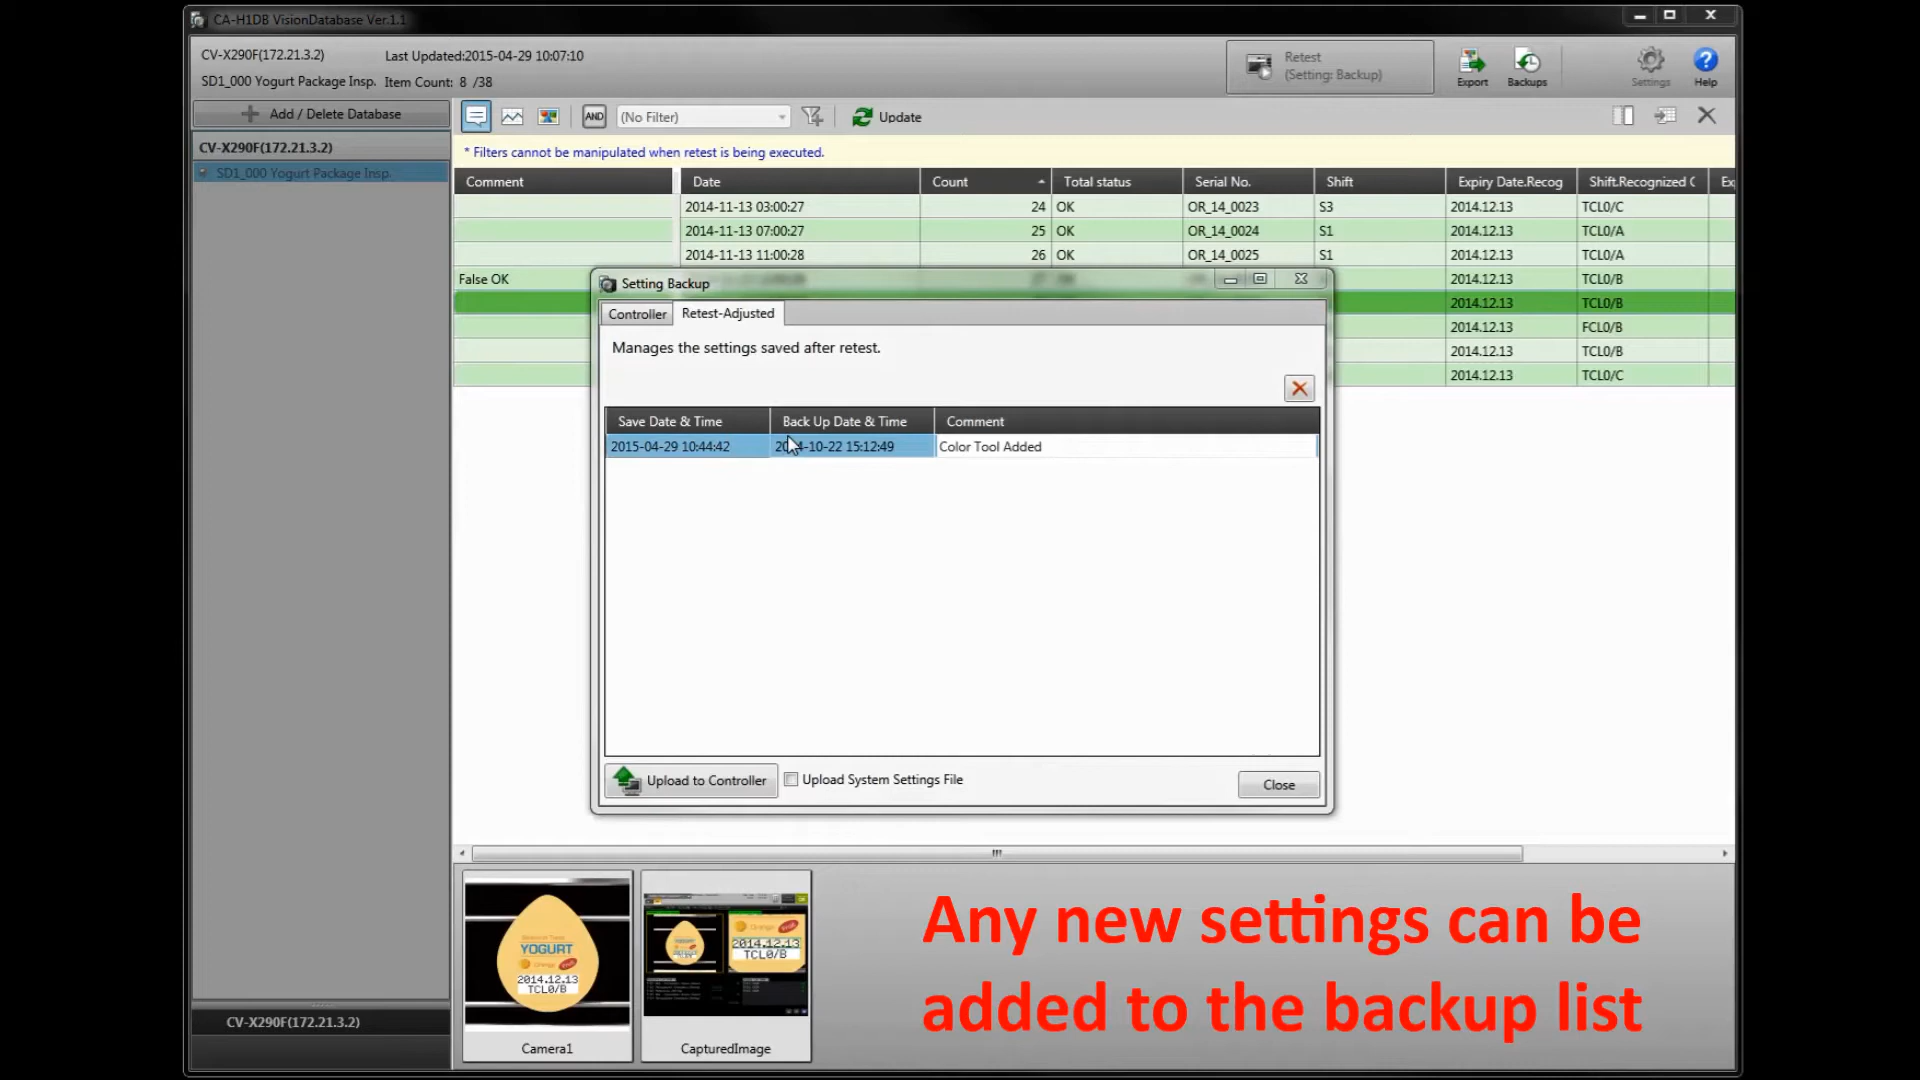 CA-H1DB VisionDatabase Ver.1.1
CV-X290F(172.21.3.2) Last Updated:2015-04-29 10:07:10
SD1_000 Yogurt Package Insp. Item Count: 8 /38
Retest
(Setting: Backup)
Export Backups Settings Help
Add / Delete Database
AND (No Filter) Update
CV-X290F(172.21.3.2)
* Filters cannot be manipulated when retest is being executed.
SD1_000 Yogurt Package Insp.
Comment Date Count Total status Serial No. Shift Expiry Date.Recog Shift.Recognized C Ex
2014-11-13 03:00:27 24 OK OR_14_0023 S3 2014.12.13 TCL0/C
2014-11-13 07:00:27 25 OK OR_14_0024 S1 2014.12.13 TCL0/A
2014-11-13 11:00:28 26 OK OR_14_0025 S1 2014.12.13 TCL0/A
False OK 2014.12.13 TCL0/B
2014.12.13 TCL0/B
2014.12.13 FCL0/B
2014.12.13 TCL0/B
2014.12.13 TCL0/C
Setting Backup
Controller Retest-Adjusted
Manages the settings saved after retest.
Save Date & Time Back Up Date & Time Comment
2015-04-29 10:44:42 2014-10-22 15:12:49 Color Tool Added
Upload to Controller Upload System Settings File Close
YOGURT
Orange
2014.12.13
TCL0/B
Orange
2014.12.13
TCL0/B
Camera1 CapturedImage
CV-X290F(172.21.3.2)
Any new settings can be
added to the backup list